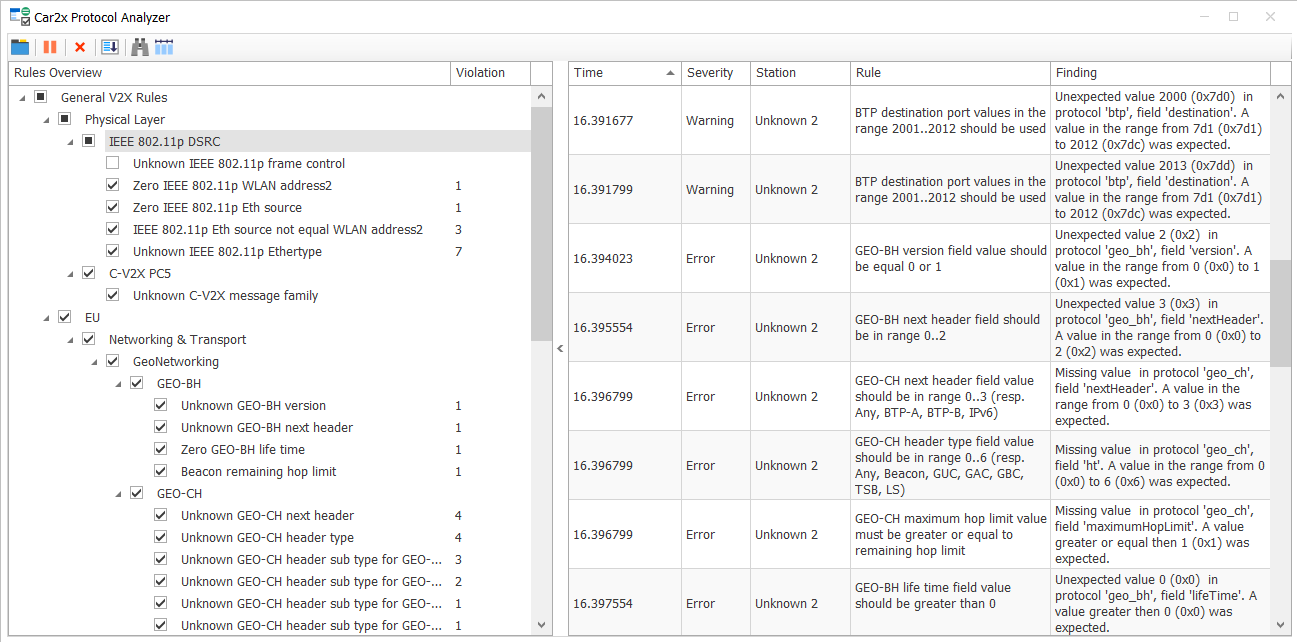 Car2x Protocol Analyzer
Rules Overview
Violation
General V2X Rules
Physical Layer
IEEE 802.11p DSRC
Unknown IEEE 802.11p frame control
Zero IEEE 802.11p WLAN address2 1
Zero IEEE 802.11p Eth source 1
IEEE 802.11p Eth source not equal WLAN address2 3
Unknown IEEE 802.11p Ethertype 7
C-V2X PC5
Unknown C-V2X message family
EU
Networking & Transport
GeoNetworking
GEO-BH
Unknown GEO-BH version 1
Unknown GEO-BH next header 1
Zero GEO-BH life time 1
Beacon remaining hop limit 1
GEO-CH
Unknown GEO-CH next header 4
Unknown GEO-CH header type 4
Unknown GEO-CH header sub type for GEO-... 3
Unknown GEO-CH header sub type for GEO-... 2
Unknown GEO-CH header sub type for GEO-... 1
Unknown GEO-CH header sub type for GEO-... 1
Time
Severity
Station
Rule
Finding
16.391677
Warning
Unknown 2
BTP destination port values in the
range 2001..2012 should be used
Unexpected value 2000 (0x7d0)  in
protocol 'btp', field 'destination'. A
value in the range from 7d1 (0x7d1)
to 2012 (0x7dc) was expected.
16.391799
Warning
Unknown 2
BTP destination port values in the
range 2001..2012 should be used
Unexpected value 2013 (0x7dd)  in
protocol 'btp', field 'destination'. A
value in the range from 7d1 (0x7d1)
to 2012 (0x7dc) was expected.
16.394023
Error
Unknown 2
GEO-BH version field value should
be equal 0 or 1
Unexpected value 2 (0x2)  in
protocol 'geo_bh', field 'version'. A
value in the range from 0 (0x0) to 1
(0x1) was expected.
16.395554
Error
Unknown 2
GEO-BH next header field should
be in range 0..2
Unexpected value 3 (0x3)  in
protocol 'geo_bh', field 'nextHeader'.
A value in the range from 0 (0x0) to
2 (0x2) was expected.
16.396799
Error
Unknown 2
GEO-CH next header field value
should be in range 0..3 (resp.
Any, BTP-A, BTP-B, IPv6)
Missing value  in protocol 'geo_ch',
field 'nextHeader'. A value in the
range from 0 (0x0) to 3 (0x3) was
expected.
16.396799
Error
Unknown 2
GEO-CH header type field value
should be in range 0..6 (resp.
Any, Beacon, GUC, GAC, GBC,
TSB, LS)
Missing value  in protocol 'geo_ch',
field 'ht'. A value in the range from 0
(0x0) to 6 (0x6) was expected.
16.396799
Error
Unknown 2
GEO-CH maximum hop limit value
must be greater or equal to
remaining hop limit
Missing value  in protocol 'geo_ch',
field 'maximumHopLimit'. A value
greater or equal then 1 (0x1) was
expected.
16.397554
Error
Unknown 2
GEO-BH life time field value
should be greater than 0
Unexpected value 0 (0x0)  in
protocol 'geo_bh', field 'lifeTime'. A
value greater then 0 (0x0) was
expected.